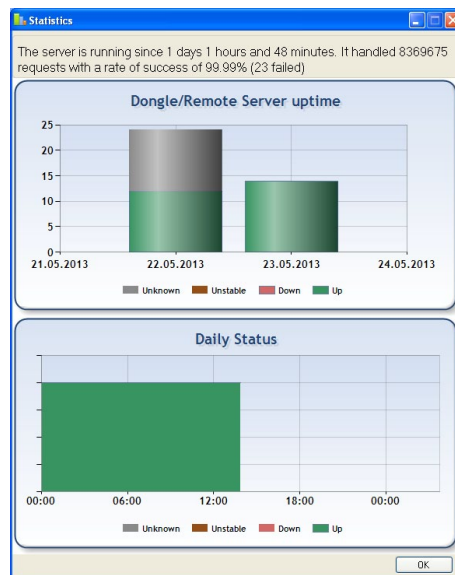 Statistics
The server is running since 1 days 1 hours and 48 minutes. It handled 8369675
requests with a rate of success of 99.99% (23 failed)
Dongle/Remote Server uptime
25
20
15
10
5
0
21.05.2013 22.05.2013 23.05.2013 24.05.2013
Unknown Unstable Down Up
Daily Status
00:00 06:00 12:00 18:00 00:00
Unknown Unstable Down Up
OK